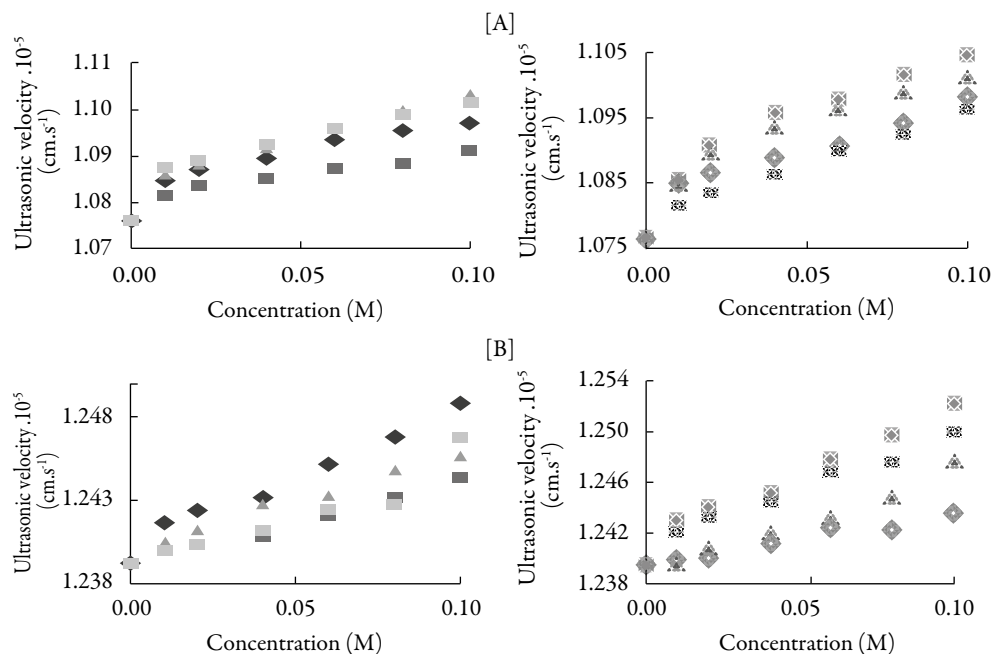 [A]
Ultrasonic velocity .10-5
(cm.s-1)
1.11
1.10
1.09
1.08
1.07
0.00 0.05 0.10
Concentration (M)
Ultrasonic velocity .10-5
(cm.s-1)
1.105
1.095
1.085
1.075
0.00 0.05 0.10
Concentration (M)
[B]
Ultrasonic velocity .10-5
(cm.s-1)
1.248
1.243
1.238
0.00 0.05 0.10
Concentration (M)
Ultrasonic velocity .10-5
(cm.s-1)
1.254
1.250
1.246
1.242
1.238
0.00 0.05 0.10
Concentration (M)